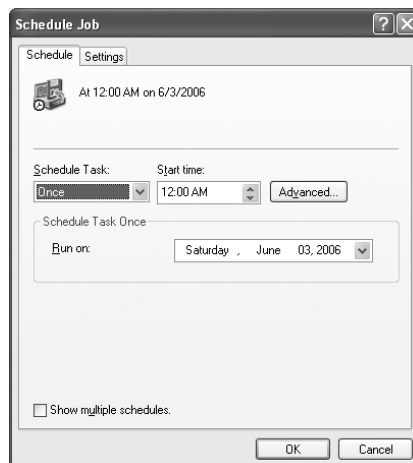 Schedule Job
Schedule Settings
At 12:00 AM on 6/3/2006
Schedule Task: Start time:
Once 12:00 AM Advanced...
Schedule Task Once
Run on: Saturday , June 03, 2006
Show multiple schedules.
OK Cancel